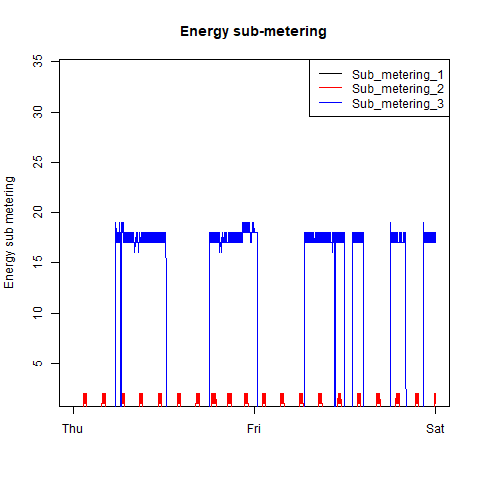 Energy sub-metering
Sub_metering_1
Sub_metering_2
Sub_metering_3
Energy sub metering
35
30
25
20
15
10
5
Thu Fri Sat